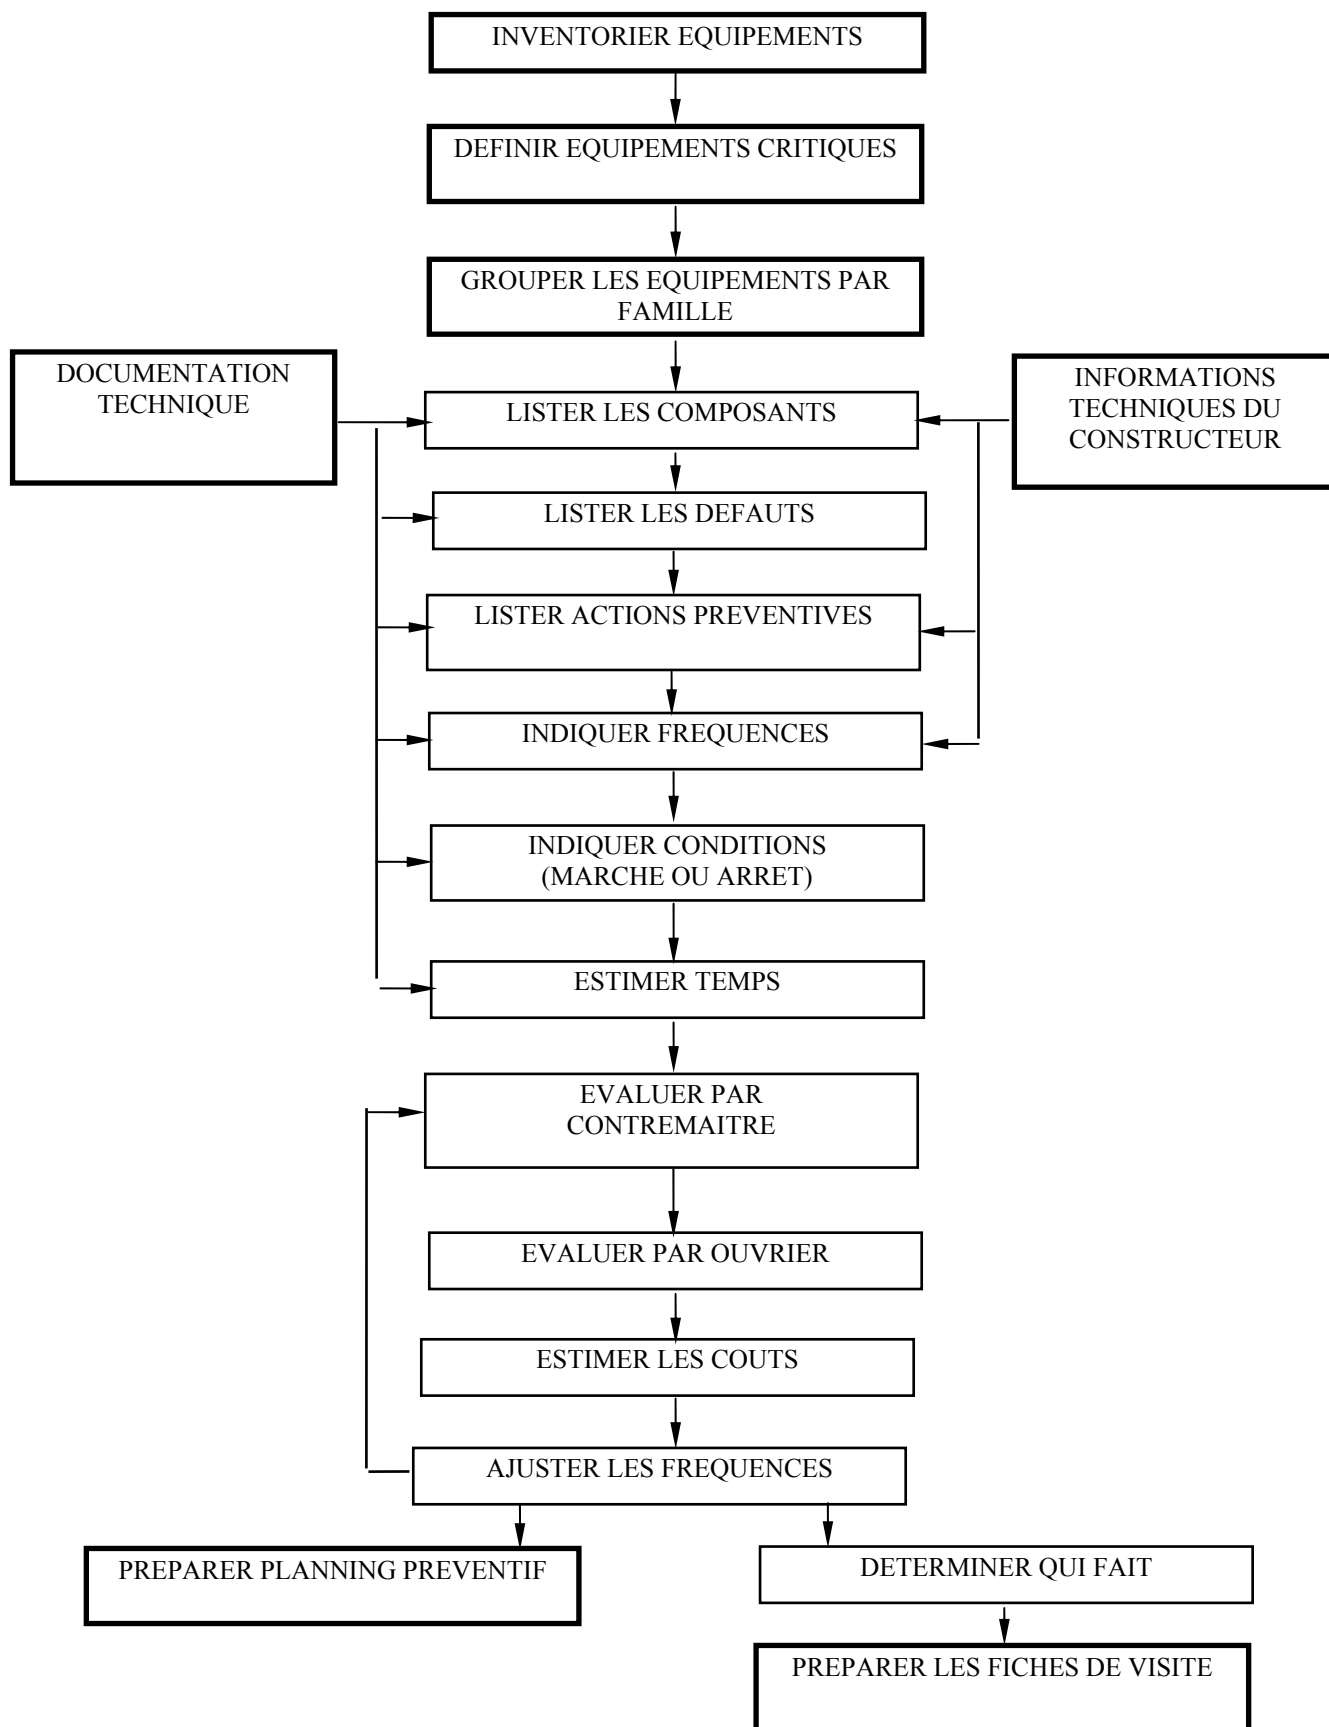 INVENTORIER EQUIPEMENTS
DEFINIR EQUIPEMENTS CRITIQUES
GROUPER LES EQUIPEMENTS PAR
FAMILLE
DOCUMENTATION
TECHNIQUE
INFORMATIONS
TECHNIQUES DU
CONSTRUCTEUR
LISTER LES COMPOSANTS
LISTER LES DEFAUTS
LISTER ACTIONS PREVENTIVES
INDIQUER FREQUENCES
INDIQUER CONDITIONS
(MARCHE OU ARRET)
ESTIMER TEMPS
EVALUER PAR
CONTREMAITRE
EVALUER PAR OUVRIER
ESTIMER LES COUTS
AJUSTER LES FREQUENCES
PREPARER PLANNING PREVENTIF
DETERMINER QUI FAIT
PREPARER LES FICHES DE VISITE